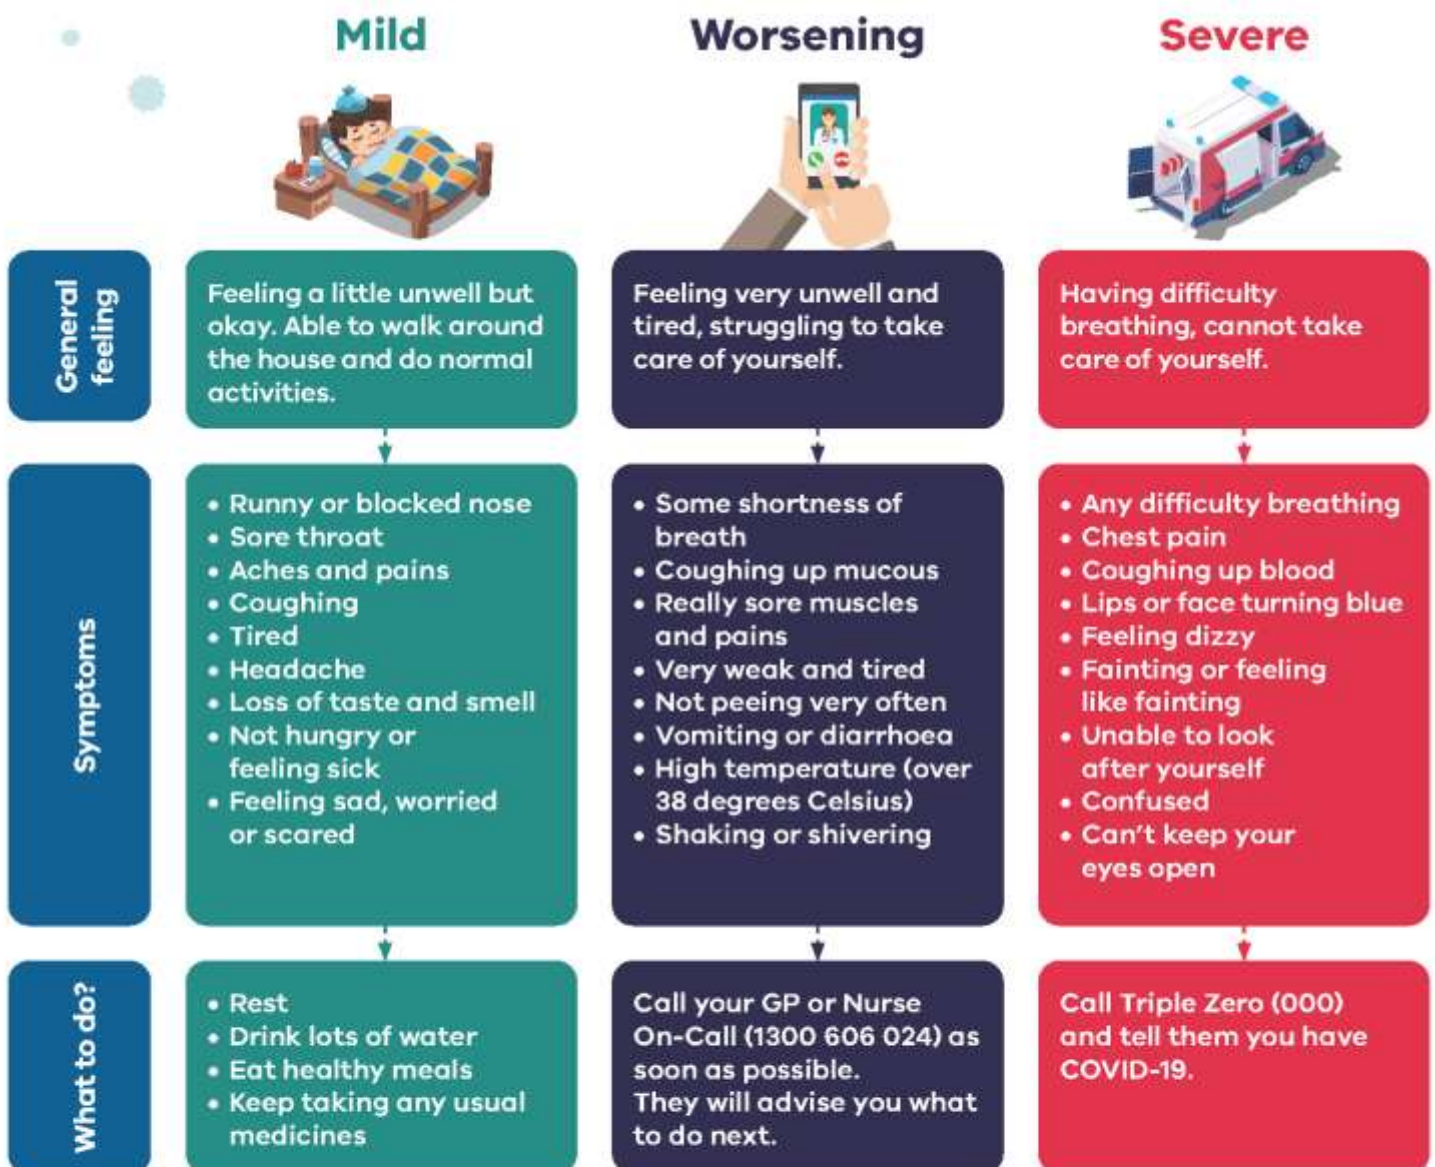 Mild
Worsening
Severe
General
feeling
Feeling a little unwell but
okay. Able to walk around
the house and do normal
activities.
Feeling very unwell and
tired, struggling to take
care of yourself.
Having difficulty
breathing, cannot take
care of yourself.
Symptoms
• Runny or blocked nose
• Sore throat
• Aches and pains
• Coughing
• Tired
• Headache
• Loss of taste and smell
• Not hungry or
feeling sick
• Feeling sad, worried
or scared
• Some shortness of
breath
• Coughing up mucous
• Really sore muscles
and pains
• Very weak and tired
• Not peeing very often
• Vomiting or diarrhoea
• High temperature (over
38 degrees Celsius)
• Shaking or shivering
• Any difficulty breathing
• Chest pain
• Coughing up blood
• Lips or face turning blue
• Feeling dizzy
• Fainting or feeling
like fainting
• Unable to look
after yourself
• Confused
• Can't keep your
eyes open
What to do?
• Rest
• Drink lots of water
• Eat healthy meals
• Keep taking any usual
medicines
Call your GP or Nurse
On-Call (1300 606 024) as
soon as possible.
They will advise you what
to do next.
Call Triple Zero (000)
and tell them you have
COVID-19.